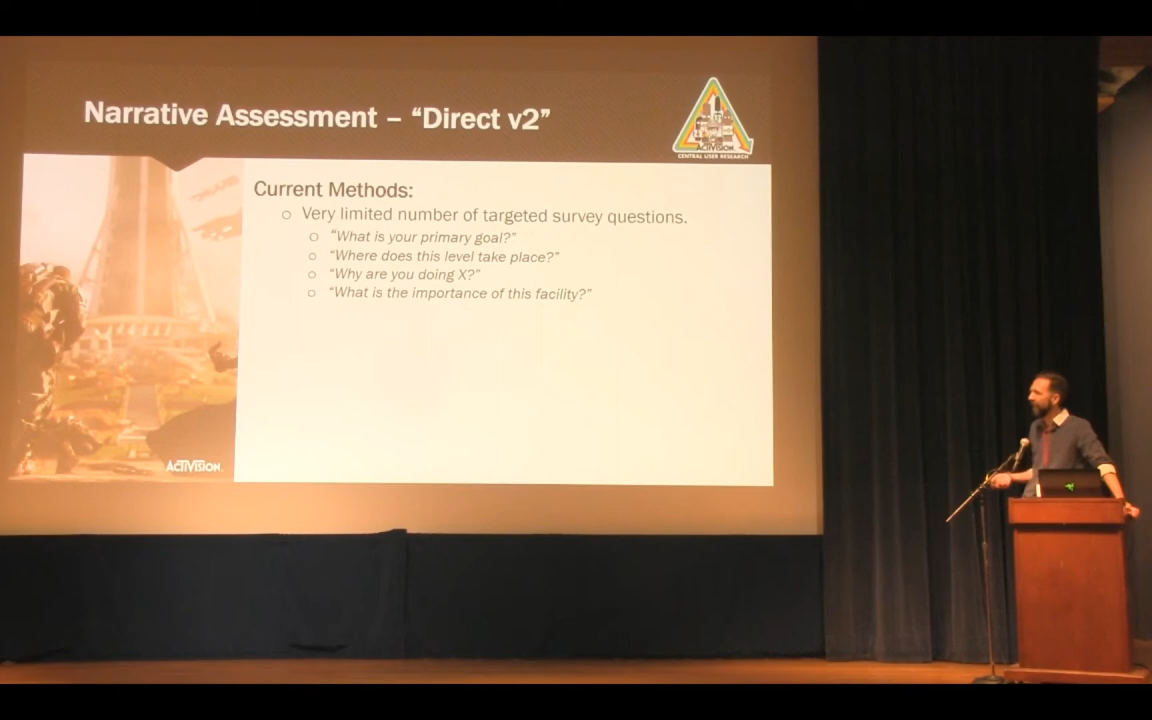 Narrative Assessment – “Direct v2”
ACTIVISION
CENTRAL USER RESEARCH
Current Methods:
Very limited number of targeted survey questions.
“What is your primary goal?”
“Where does this level take place?”
“Why are you doing X?”
“What is the importance of this facility?”
ACTIVISION